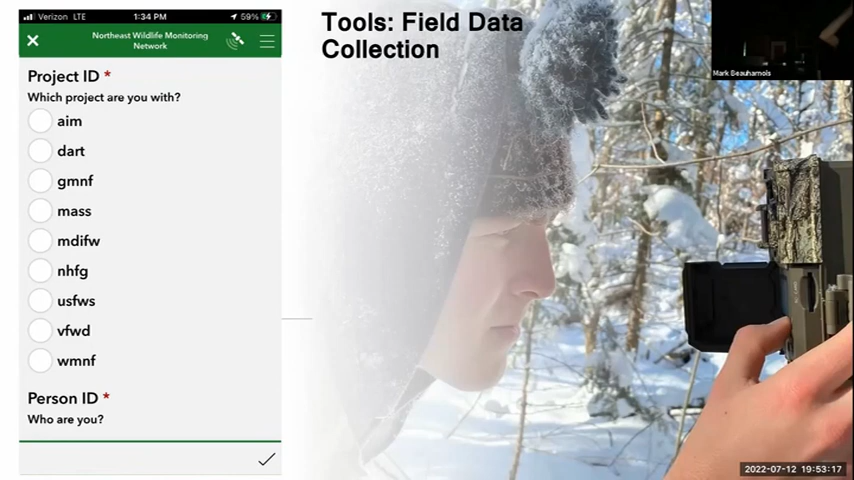 Verizon LTE 1:34 PM 59%
Northeast Wildlife Monitoring
Network
Project ID *
Which project are you with?
aim
dart
gmnf
mass
mdifw
nhfg
usfws
vfwd
wmnf
Person ID *
Who are you?
Tools: Field Data
Collection
Mark Beauharnois
2022-07-12 19:53:17